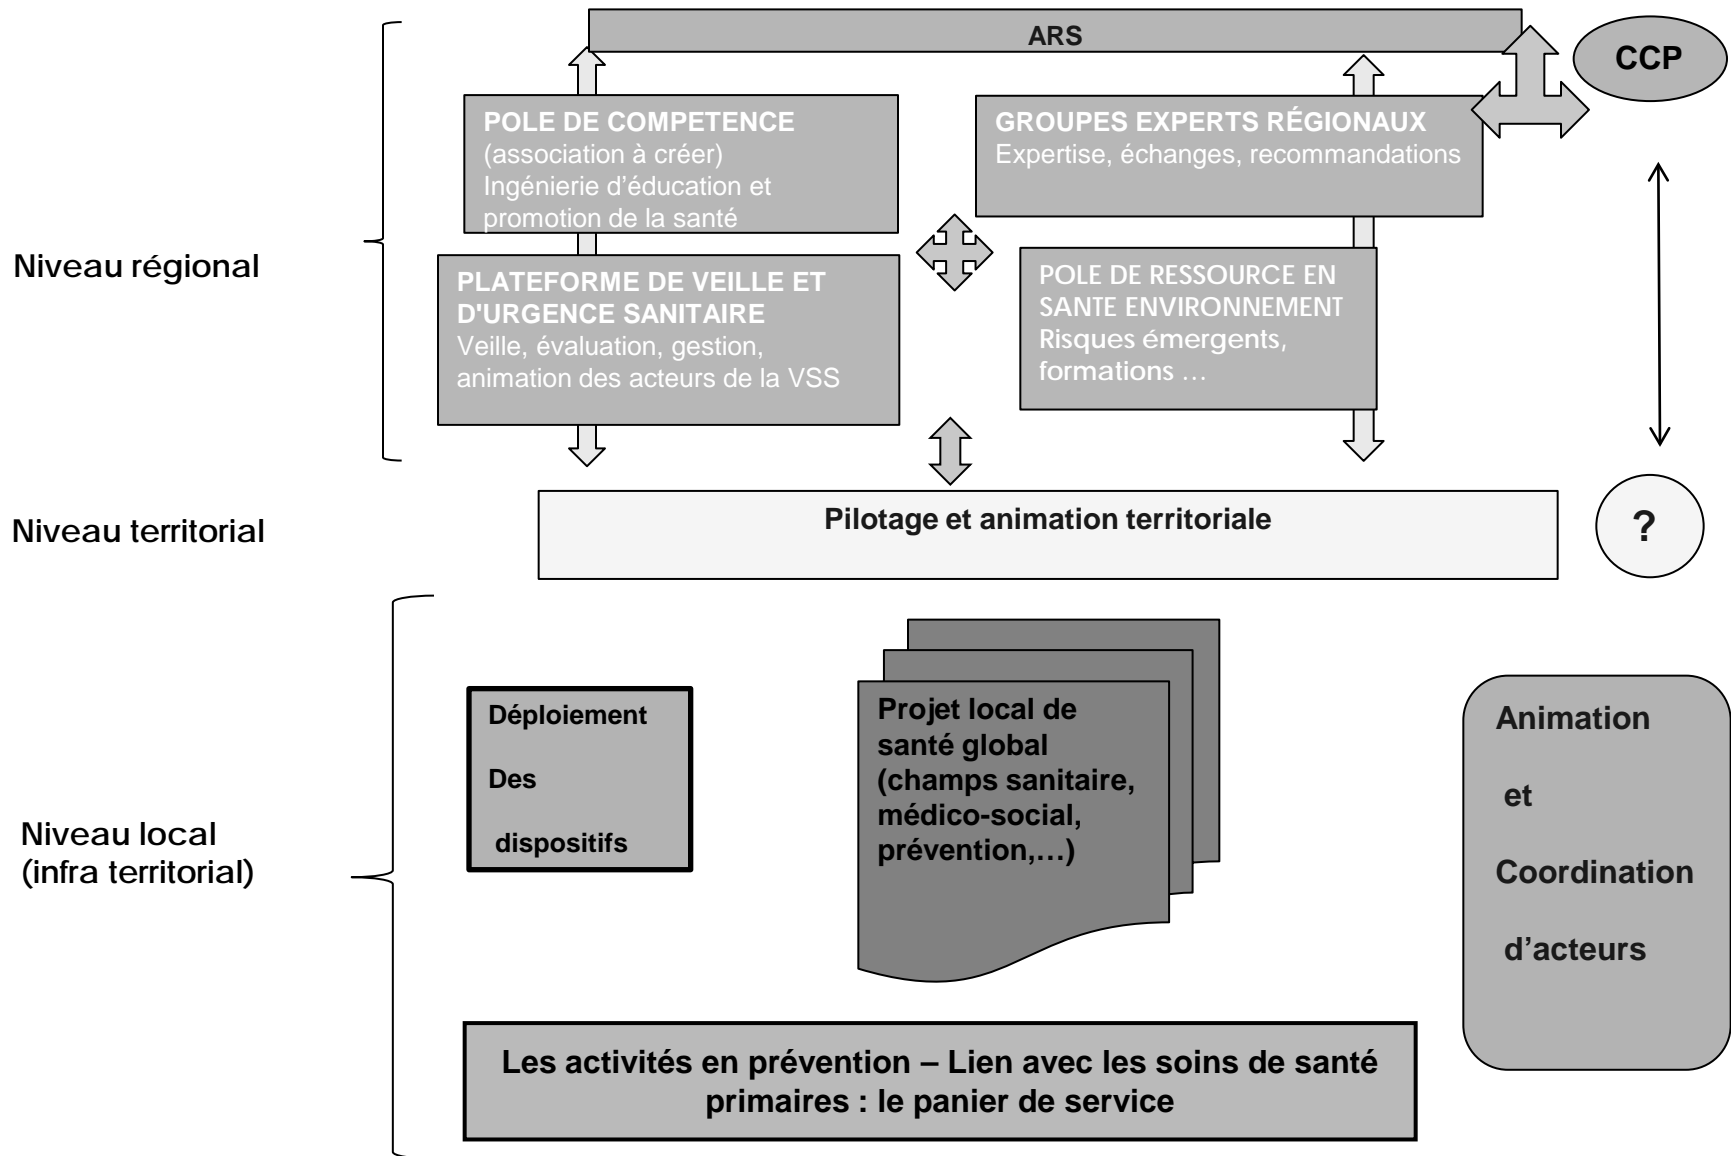 ARS
CCP
POLE DE COMPETENCE
(association à créer)
Ingénierie d'éducation et
promotion de la santé
GROUPES EXPERTS RÉGIONAUX
Expertise, échanges, recommandations
Niveau régional
PLATEFORME DE VEILLE ET
D'URGENCE SANITAIRE
Veille, évaluation, gestion,
animation des acteurs de la VSS
POLE DE RESSOURCE EN
SANTE ENVIRONNEMENT
Risques émergents,
formations …
Niveau territorial
Pilotage et animation territoriale
?
Niveau local
(infra territorial)
Déploiement
Des
dispositifs
Projet local de
santé global
(champs sanitaire,
médico-social,
prévention,…)
Animation
et
Coordination
d'acteurs
Les activités en prévention – Lien avec les soins de santé
primaires : le panier de service